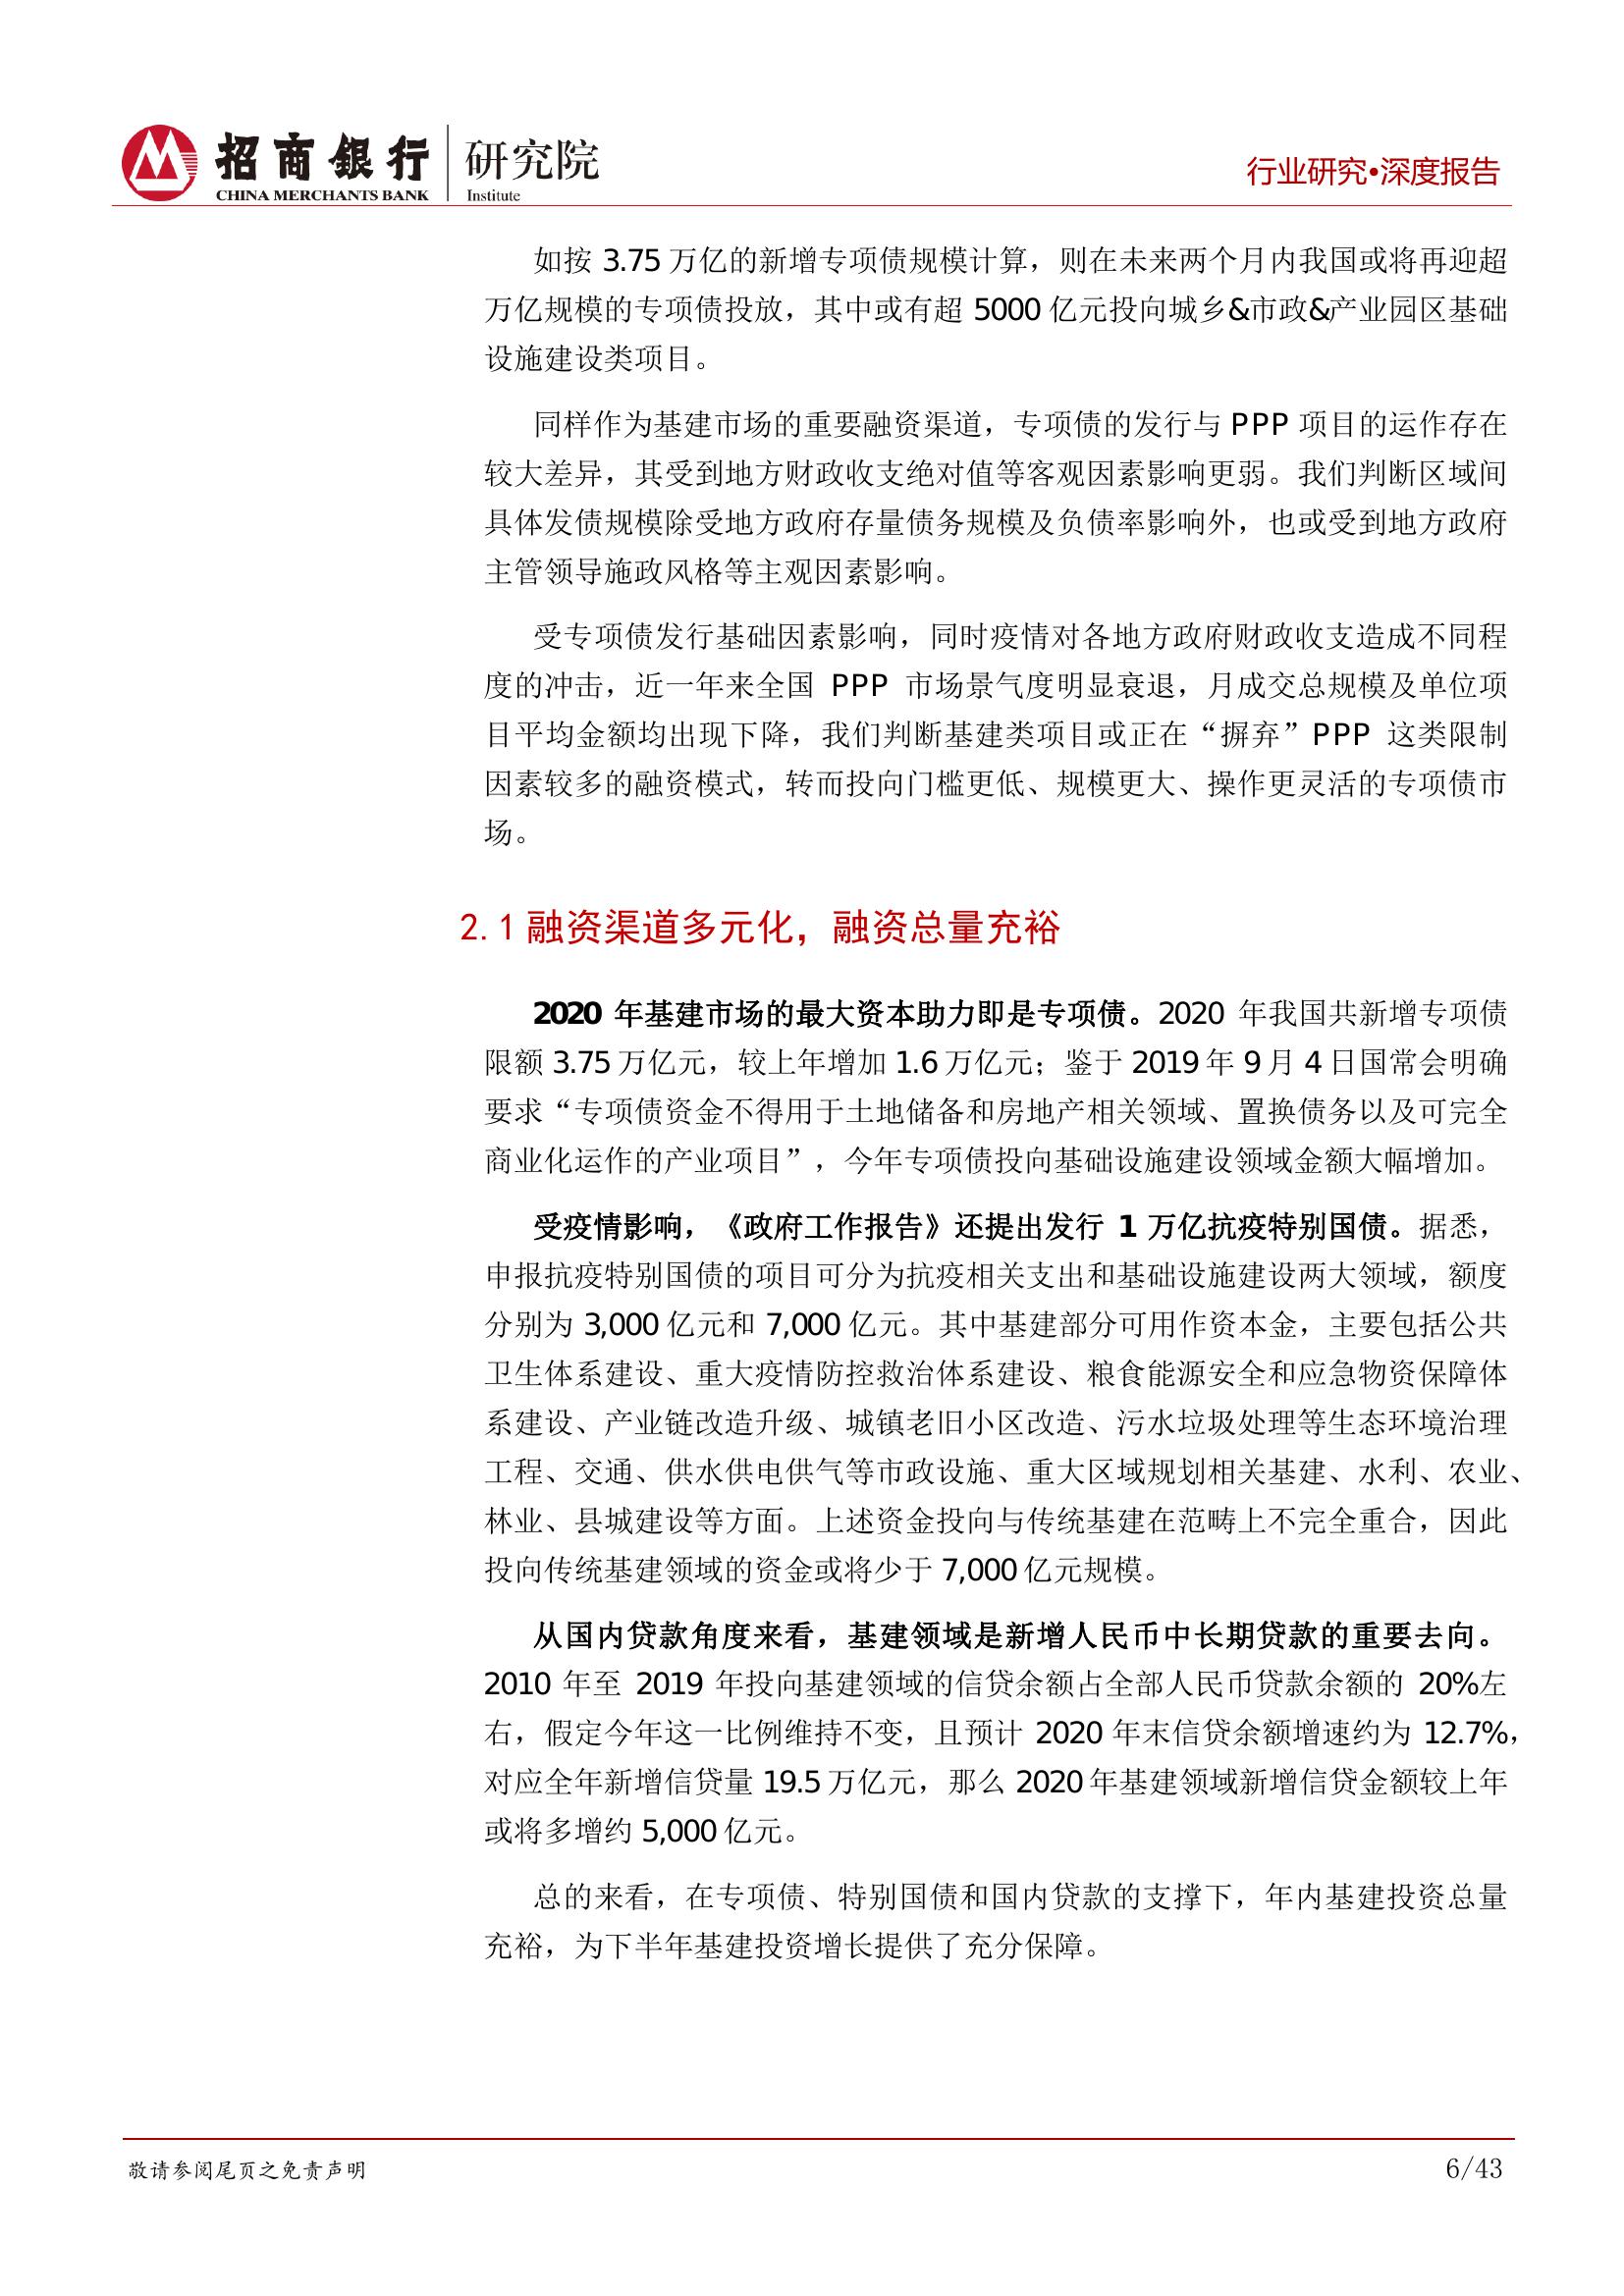 招商银行
CHINA MERCHANTS BANK
研究院
Institute
行业研究•深度报告
如按 3.75 万亿的新增专项债规模计算，则在未来两个月内我国或将再迎超
万亿规模的专项债投放，其中或有超 5000 亿元投向城乡&市政&产业园区基础
设施建设类项目。
同样作为基建市场的重要融资渠道，专项债的发行与 PPP 项目的运作存在
较大差异，其受到地方财政收支绝对值等客观因素影响更弱。我们判断区域间
具体发债规模除受地方政府存量债务规模及负债率影响外，也或受到地方政府
主管领导施政风格等主观因素影响。
受专项债发行基础因素影响，同时疫情对各地方政府财政收支造成不同程
度的冲击，近一年来全国 PPP 市场景气度明显衰退，月成交总规模及单位项
目平均金额均出现下降，我们判断基建类项目或正在“摒弃”PPP 这类限制
因素较多的融资模式，转而投向门槛更低、规模更大、操作更灵活的专项债市
场。
2.1 融资渠道多元化，融资总量充裕
2020 年基建市场的最大资本助力即是专项债。2020 年我国共新增专项债
限额 3.75 万亿元，较上年增加 1.6 万亿元；鉴于 2019 年 9 月 4 日国常会明确
要求“专项债资金不得用于土地储备和房地产相关领域、置换债务以及可完全
商业化运作的产业项目”，今年专项债投向基础设施建设领域金额大幅增加。
受疫情影响，《政府工作报告》还提出发行 1 万亿抗疫特别国债。据悉，
申报抗疫特别国债的项目可分为抗疫相关支出和基础设施建设两大领域，额度
分别为 3,000 亿元和 7,000 亿元。其中基建部分可用作资本金，主要包括公共
卫生体系建设、重大疫情防控救治体系建设、粮食能源安全和应急物资保障体
系建设、产业链改造升级、城镇老旧小区改造、污水垃圾处理等生态环境治理
工程、交通、供水供电供气等市政设施、重大区域规划相关基建、水利、农业、
林业、县城建设等方面。上述资金投向与传统基建在范畴上不完全重合，因此
投向传统基建领域的资金或将少于 7,000 亿元规模。
从国内贷款角度来看，基建领域是新增人民币中长期贷款的重要去向。
2010 年至 2019 年投向基建领域的信贷余额占全部人民币贷款余额的 20%左
右，假定今年这一比例维持不变，且预计 2020 年末信贷余额增速约为 12.7%，
对应全年新增信贷量 19.5 万亿元，那么 2020 年基建领域新增信贷金额较上年
或将多增约 5,000 亿元。
总的来看，在专项债、特别国债和国内贷款的支撑下，年内基建投资总量
充裕，为下半年基建投资增长提供了充分保障。
敬请参阅尾页之免责声明
6/43